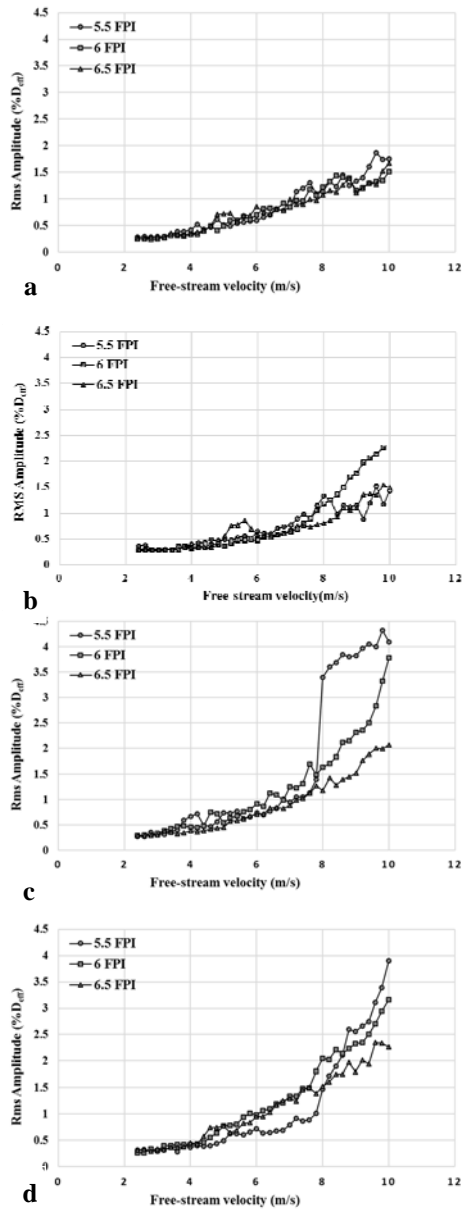 4.5
4
3.5
3
2.5
2
1.5
1
0.5
0
Rms Amplitude (%Deff)
5.5 FPI
6 FPI
6.5 FPI
0 2 4 6 8 10 12
Free-stream velocity (m/s)
a
4.5
4
3.5
3
2.5
2
1.5
1
0.5
0
RMS Amplitude (%Deff)
5.5 FPI
6 FPI
6.5 FPI
0 2 4 6 8 10 12
Free stream velocity(m/s)
b
4.5
4
3.5
3
2.5
2
1.5
1
0.5
0
Rms Amplitude (%Deff)
5.5 FPI
6 FPI
6.5 FPI
0 2 4 6 8 10 12
Free-stream velocity (m/s)
c
4.5
4
3.5
3
2.5
2
1.5
1
0.5
0
Rms Amplitude (%Deff)
5.5 FPI
6 FPI
6.5 FPI
0 2 4 6 8 10 12
Free-stream velocity (m/s)
d